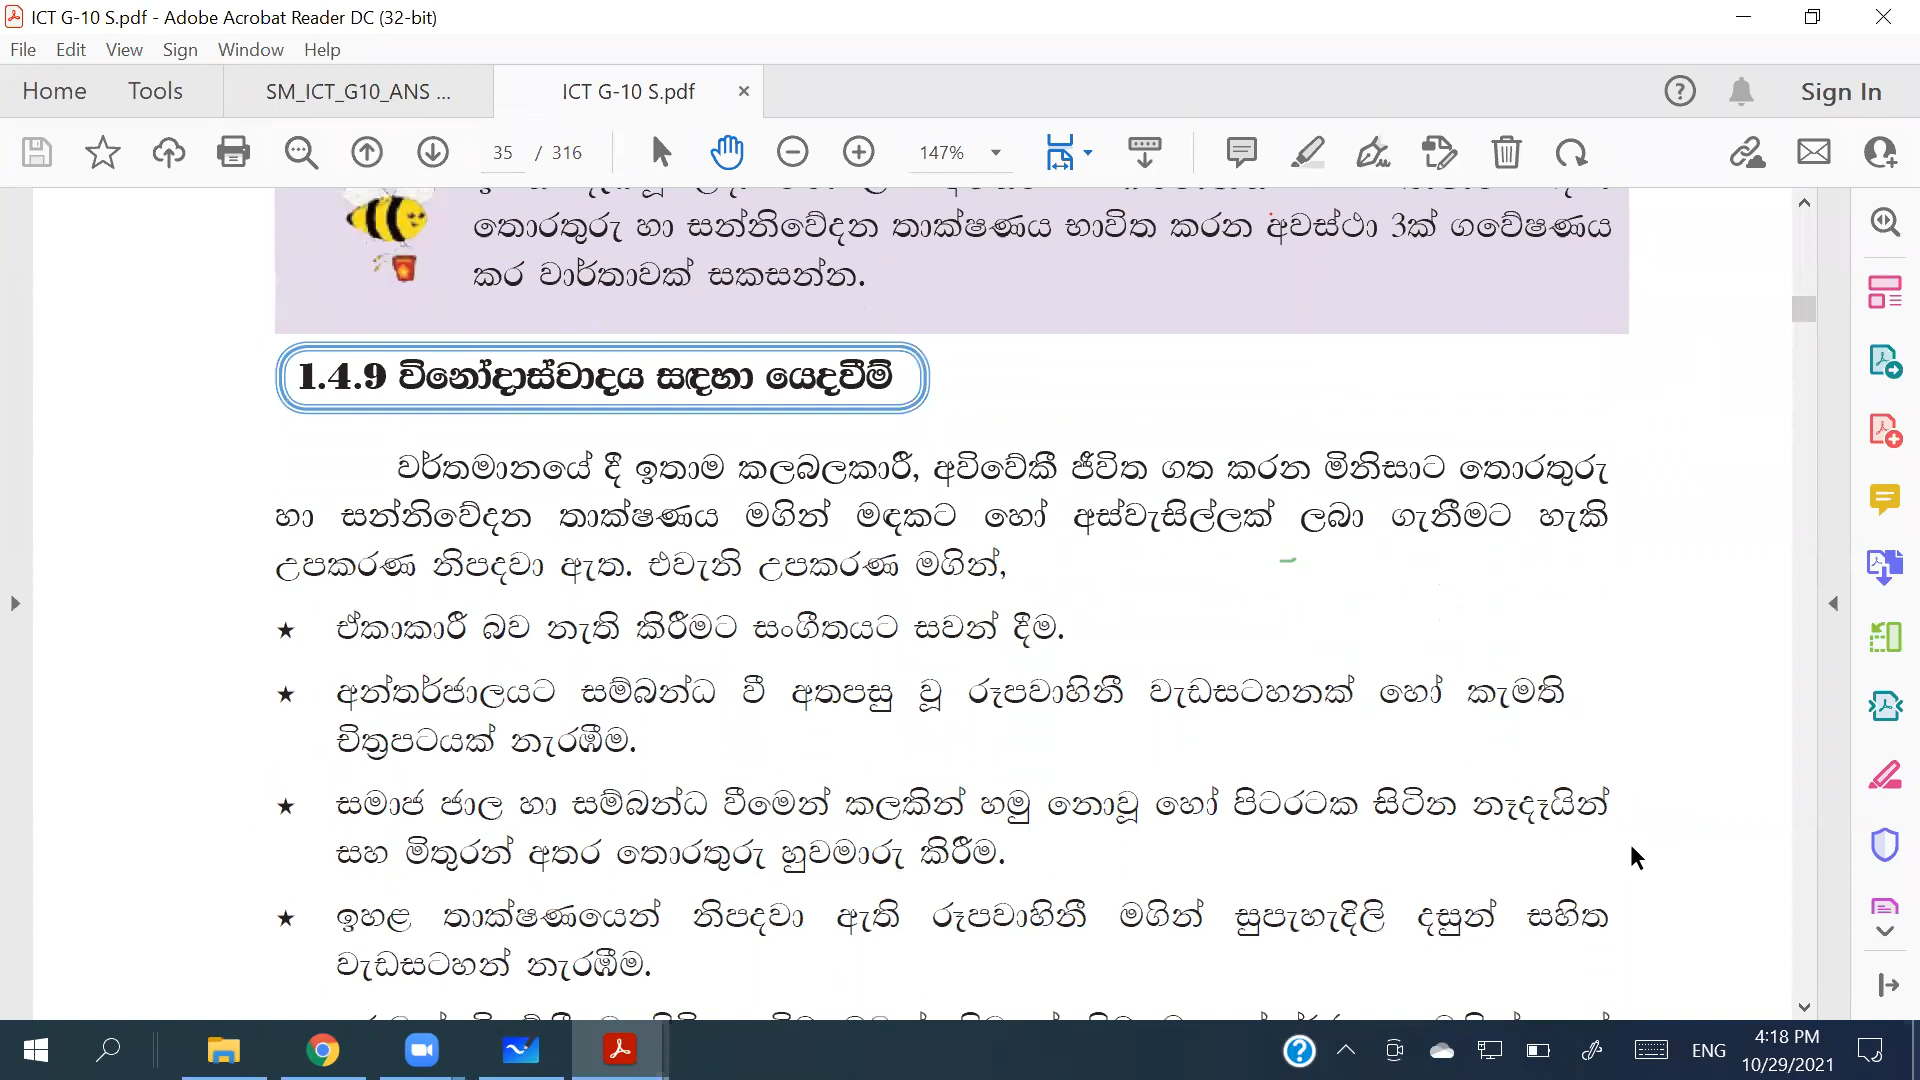 ICT G-10 S.pdf - Adobe Acrobat Reader DC (32-bit)
File Edit View Sign Window Help
Home Tools SM_ICT_G10_ANS ... ICT G-10 S.pdf × Sign In
35 / 316 147%
තොරතුරු හා සන්නිවේදන තාක්ෂණය භාවිත කරන අවස්ථා 3ක් ගවේෂණය
කර වාර්තාවක් සකසන්න.
1.4.9 විනෝදාස්වාදය සඳහා යෙදවීම්
වර්තමානයේ දී ඉතාම කලබලකාරී, අවිවේකී ජීවිත ගත කරන මිනිසාට තොරතුරු
හා සන්නිවේදන තාක්ෂණය මගින් මඳකට හෝ අස්වැසිල්ලක් ලබා ගැනීමට හැකි
උපකරණ නිපදවා ඇත. එවැනි උපකරණ මගින්,
★ ඒකාකාරී බව නැති කිරීමට සංගීතයට සවන් දීම.
★ අන්තර්ජාලයට සම්බන්ධ වී අතපසු වූ රූපවාහිනී වැඩසටහනක් හෝ කැමති
චිත්‍රපටයක් නැරඹීම.
★ සමාජ ජාල හා සම්බන්ධ වීමෙන් කලකින් හමු නොවූ හෝ පිටරටක සිටින නෑදෑයින්
සහ මිතුරන් අතර තොරතුරු හුවමාරු කිරීම.
★ ඉහළ තාක්ෂණයෙන් නිපදවා ඇති රූපවාහිනී මගින් සුපැහැදිලි දසුන් සහිත
වැඩසටහන් නැරඹීම.
ENG
4:18 PM
10/29/2021